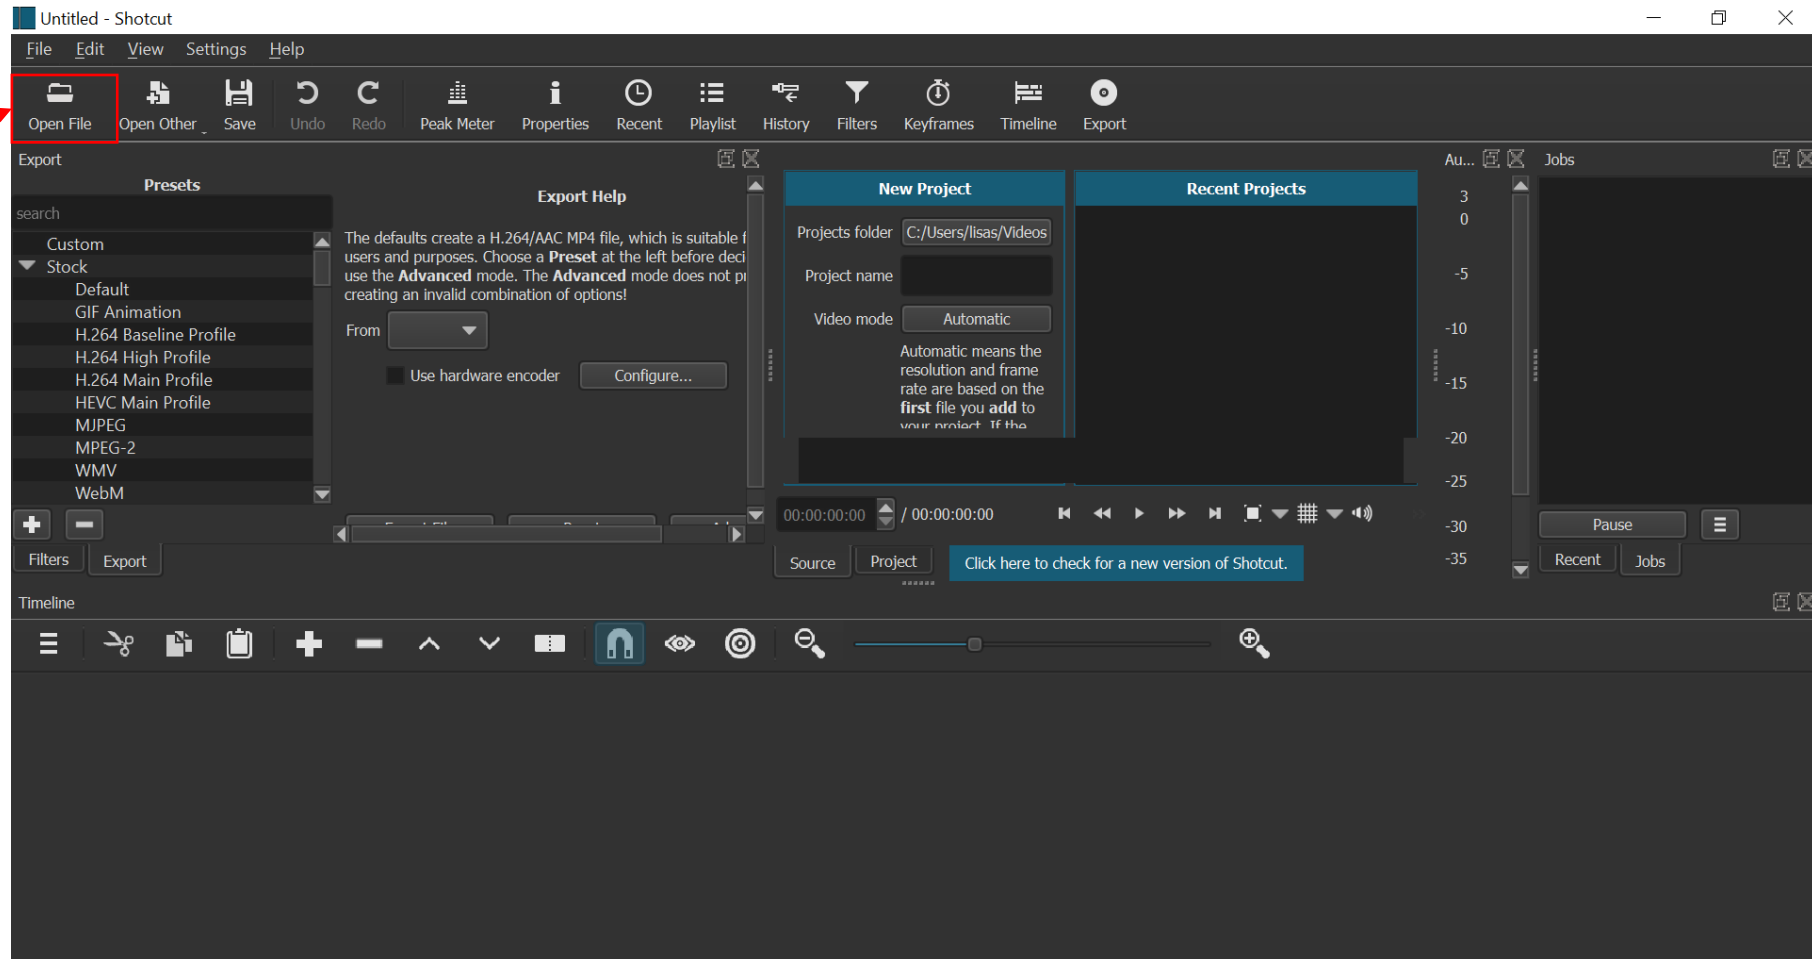 Untitled - Shotcut
File Edit View Settings Help
Open File Open Other Save Undo Redo Peak Meter Properties Recent Playlist History Filters Keyframes Timeline Export
Export
Presets
search
Custom
Stock
Default
GIF Animation
H.264 Baseline Profile
H.264 High Profile
H.264 Main Profile
HEVC Main Profile
MJPEG
MPEG-2
WMV
WebM
Filters Export
Export Help
The defaults create a H.264/AAC MP4 file, which is suitable f
users and purposes. Choose a Preset at the left before deci
use the Advanced mode. The Advanced mode does not pr
creating an invalid combination of options!
From
Use hardware encoder Configure...
New Project
Projects folder C:/Users/lisas/Videos
Project name
Video mode Automatic
Automatic means the
resolution and frame
rate are based on the
first file you add to
your project. If the
Recent Projects
00:00:00:00 / 00:00:00:00
Source Project Click here to check for a new version of Shotcut.
Au...
3
0
-5
-10
-15
-20
-25
-30
-35
Jobs
Pause
Recent Jobs
Timeline